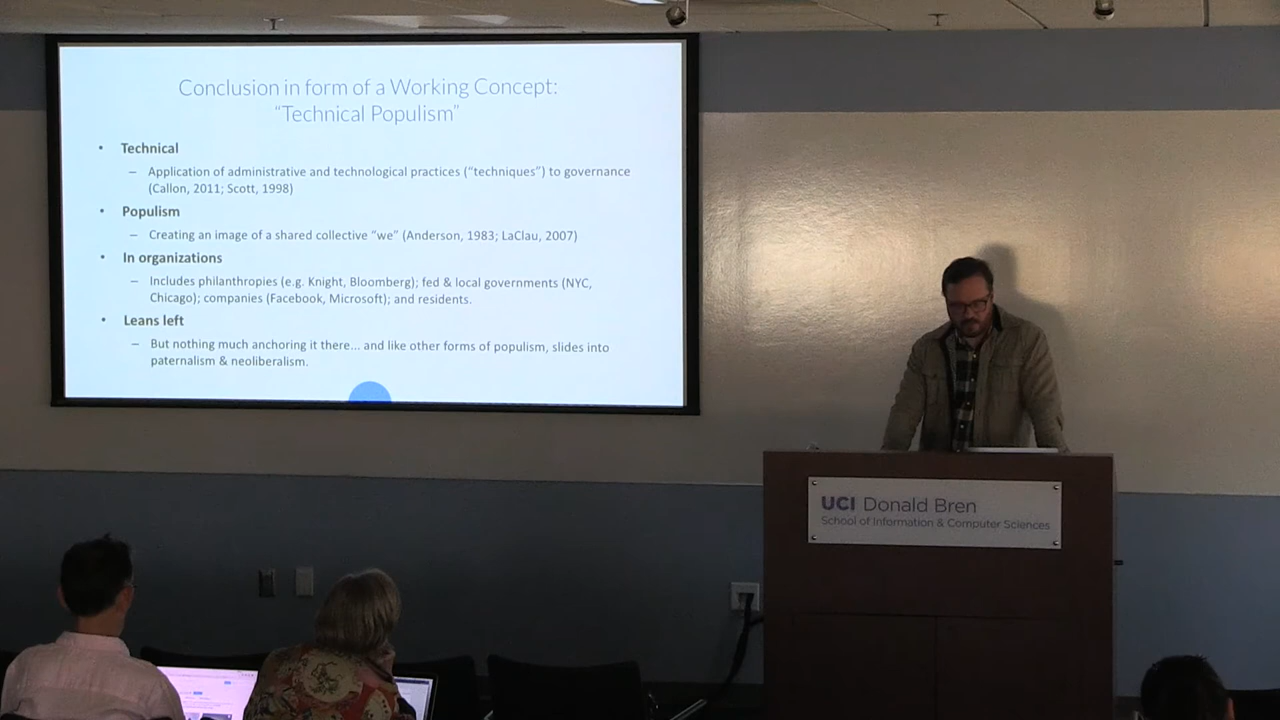 Conclusion in form of a Working Concept:
“Technical Populism”
• Technical
– Application of administrative and technological practices (“techniques”) to governance
(Callon, 2011; Scott, 1998)
• Populism
– Creating an image of a shared collective “we” (Anderson, 1983; LaClau, 2007)
• In organizations
– Includes philanthropies (e.g. Knight, Bloomberg); fed & local governments (NYC,
Chicago); companies (Facebook, Microsoft); and residents.
• Leans left
– But nothing much anchoring it there... and like other forms of populism, slides into
paternalism & neoliberalism.
UCI Donald Bren
School of Information & Computer Sciences